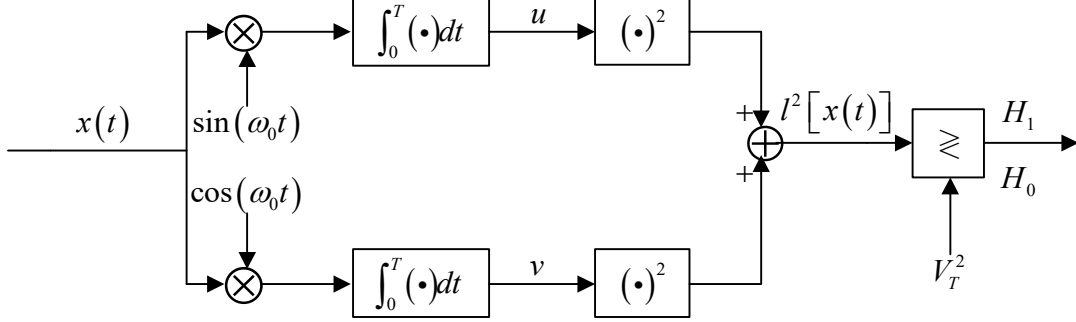 ∫₀ᵀ(•)dt
u
(•)²
x(t)
sin(ω₀t)
+
l²[x(t)]
≷
H₁
H₀
+
cos(ω₀t)
V_T²
∫₀ᵀ(•)dt
v
(•)²